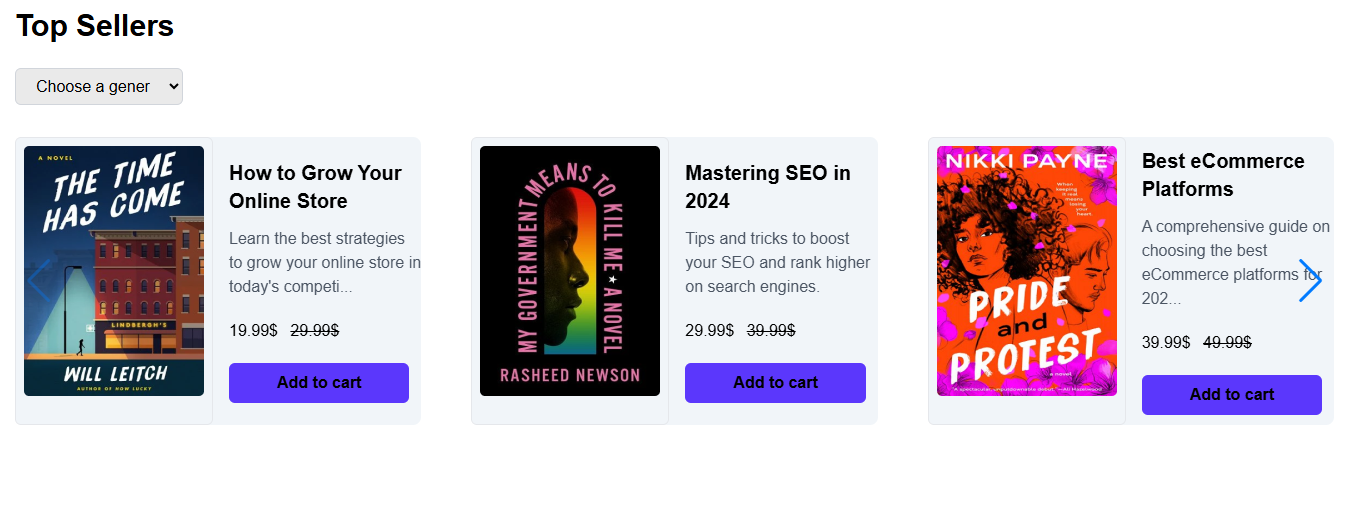 Top Sellers
Choose a gener
A NOVEL
THE TIME
HAS COME
LINDBERGH'S
WILL LEITCH
AUTHOR OF HOW LUCKY
How to Grow Your
Online Store
Learn the best strategies
to grow your online store in
today's competi...
19.99$ 29.99$
Add to cart
MY GOVERNMENT MEANS TO KILL ME ★ A NOVEL
RASHEED NEWSON
Mastering SEO in
2024
Tips and tricks to boost
your SEO and rank higher
on search engines.
29.99$ 39.99$
Add to cart
NIKKI PAYNE
When
keeping
it real
means
losing
your
heart.
PRIDE
and
PROTEST
a novel
"A spectacular, unputdownable debut."—Ali Hazelwood
Best eCommerce
Platforms
A comprehensive guide on
choosing the best
eCommerce platforms for
202...
39.99$ 49.99$
Add to cart